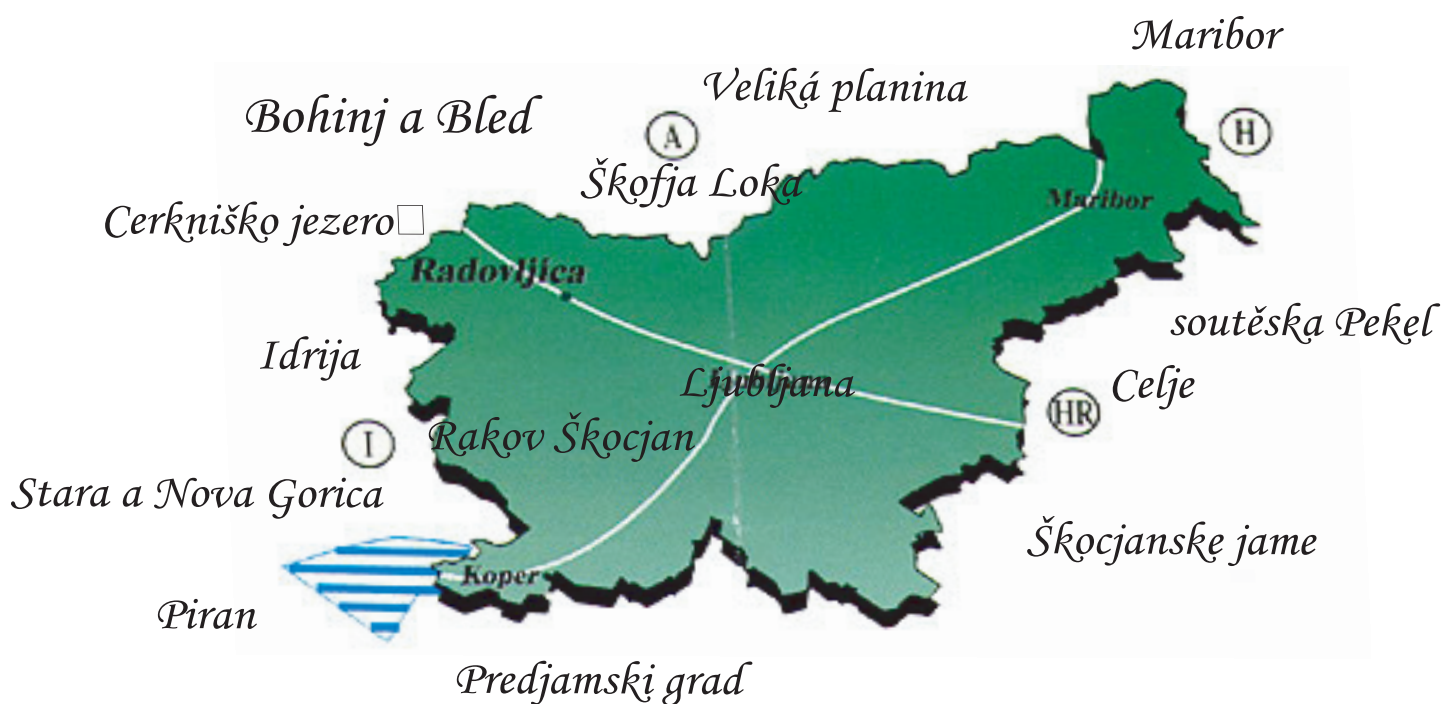 Maribor
Veliká planina
Bohinj a Bled
A
H
Škofja Loka
Maribor
Cerkniško jezero
Radovljica
soutěska Pekel
Idrija
Ljubljana
Celje
HR
Rakov Škocjan
I
Stara a Nova Gorica
Škocjanske jame
Koper
Piran
Predjamski grad